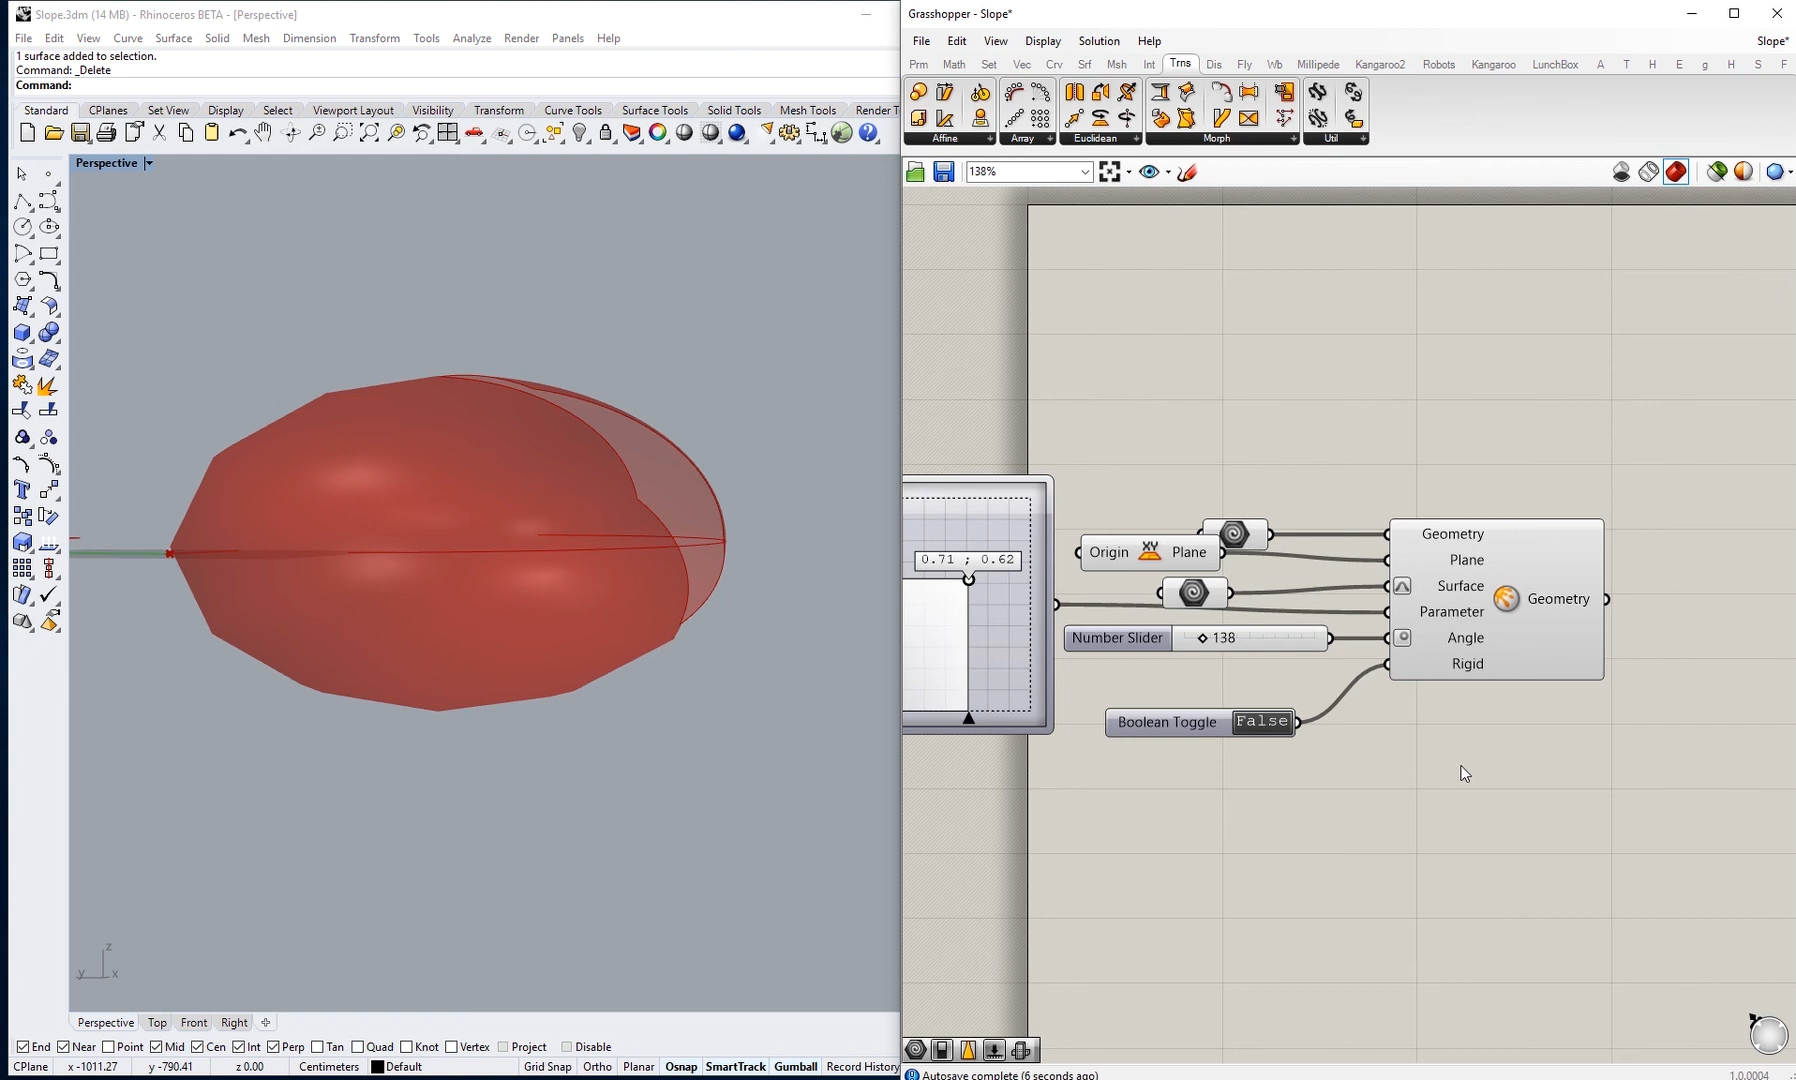 Slope.3dm (14 MB) - Rhinoceros BETA - [Perspective]
File Edit View Curve Surface Solid Mesh Dimension Transform Tools Analyze Render Panels Help
1 surface added to selection.
Command: _Delete
Command:
Standard CPlanes Set View Display Select Viewport Layout Visibility Transform Curve Tools Surface Tools Solid Tools Mesh Tools Render T
Perspective
z
y x
Perspective Top Front Right
End Near Point Mid Cen Int Perp Tan Quad Knot Vertex Project Disable
CPlane x -1011.27 y -790.41 z 0.00 Centimeters Default Grid Snap Ortho Planar Osnap SmartTrack Gumball Record History
Grasshopper - Slope*
File Edit View Display Solution Help Slope*
Prm Math Set Vec Crv Srf Msh Int Trns Dis Fly Wb Millipede Kangaroo2 Robots Kangaroo LunchBox A T H E g H S F
Affine Array Euclidean Morph Util
138%
0.71 ; 0.62
Origin XY Plane
Number Slider 138
Boolean Toggle False
Geometry
Plane
Surface
Parameter
Angle
Rigid
Geometry
Autosave complete (6 seconds ago) 1.0.0004